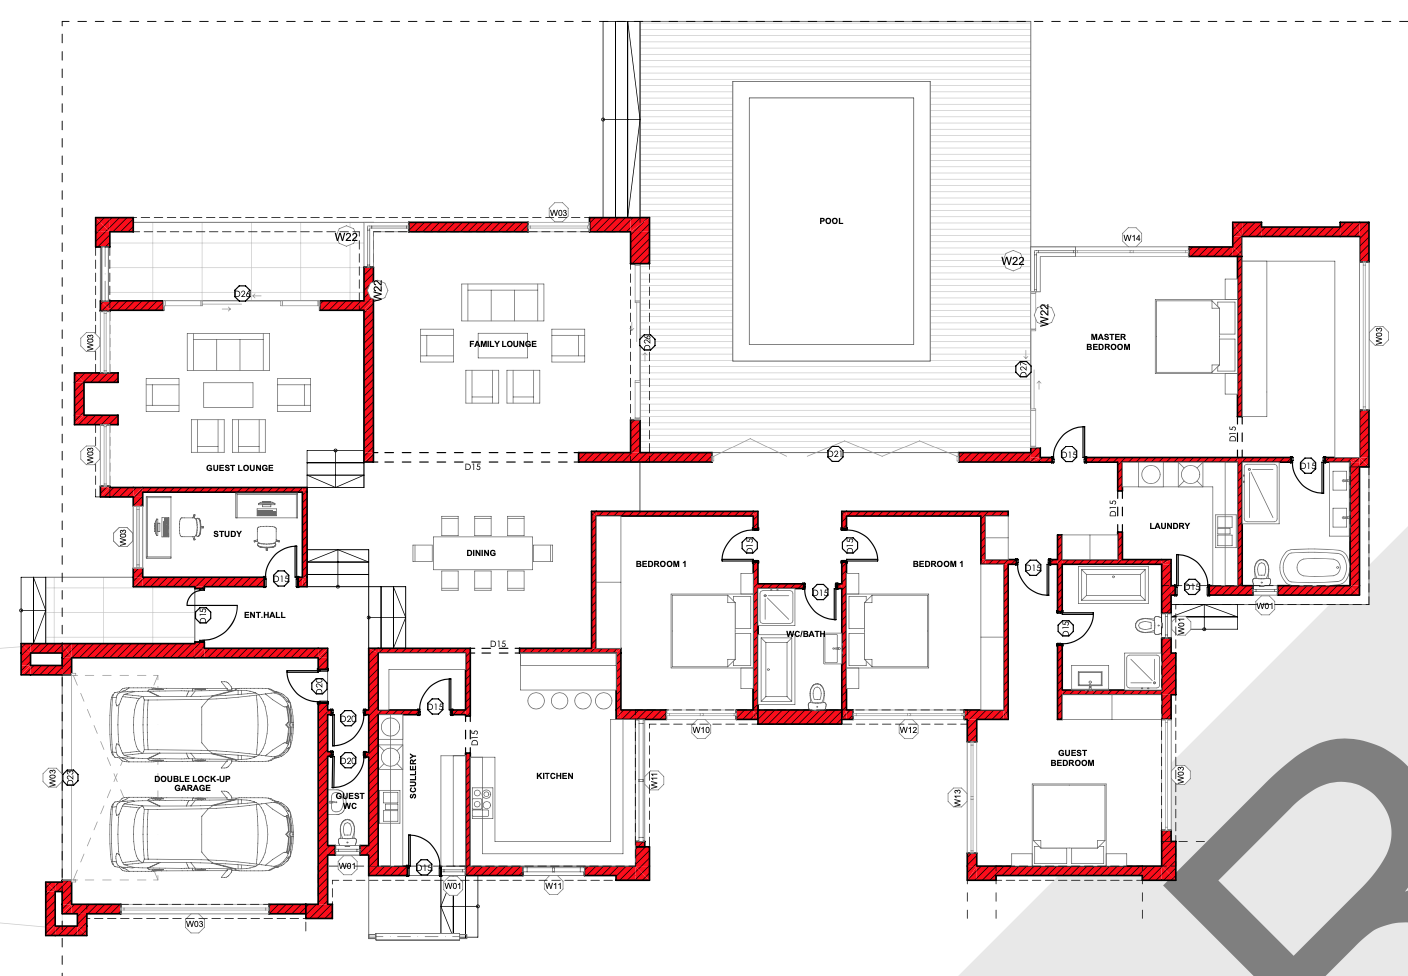 W03
POOL
W22
W14
W22
D26
W22
W22
W03
FAMILY LOUNGE
D26
MASTER
BEDROOM
W03
D27
W03
GUEST LOUNGE
D15
D21
D15
D15
D15
D15
STUDY
W03
LAUNDRY
DINING
D15
D15
BEDROOM 1
BEDROOM 1
D15
D15
D15
D15
W01
ENT.HALL
D15
WC/BATH
D15
W01
D15
D20
D15
D20
W10
W12
D15
GUEST
BEDROOM
D20
SCULLERY
KITCHEN
W11
W03
W03
DOUBLE LOCK-UP
GARAGE
GUEST
WC
W13
W01
D15
W01
W11
W03